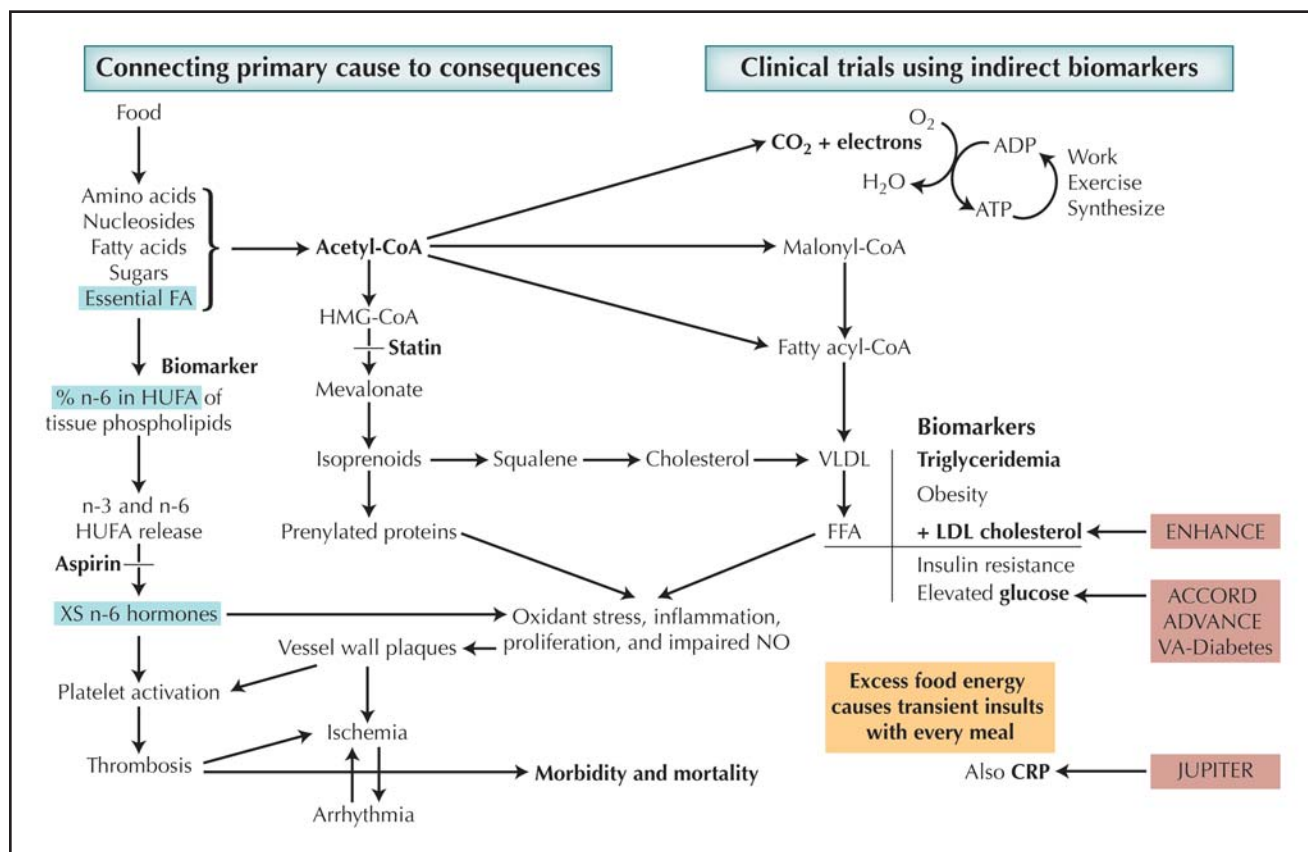 Connecting primary cause to consequences
Clinical trials using indirect biomarkers
Food
Amino acids
Nucleosides
Fatty acids
Sugars
Essential FA
Biomarker
% n-6 in HUFA of
tissue phospholipids
n-3 and n-6
HUFA release
Aspirin
XS n-6 hormones
Platelet activation
Thrombosis
Acetyl-CoA
HMG-CoA
Statin
Mevalonate
Isoprenoids
Squalene
Cholesterol
VLDL
Prenylated proteins
FFA
Oxidant stress, inflammation,
proliferation, and impaired NO
Vessel wall plaques
Ischemia
Arrhythmia
Morbidity and mortality
CO₂ + electrons
O₂
H₂O
ADP
ATP
Work
Exercise
Synthesize
Malonyl-CoA
Fatty acyl-CoA
Biomarkers
Triglyceridemia
Obesity
+ LDL cholesterol
ENHANCE
Insulin resistance
Elevated glucose
ACCORD
ADVANCE
VA-Diabetes
Excess food energy
causes transient insults
with every meal
Also CRP
JUPITER